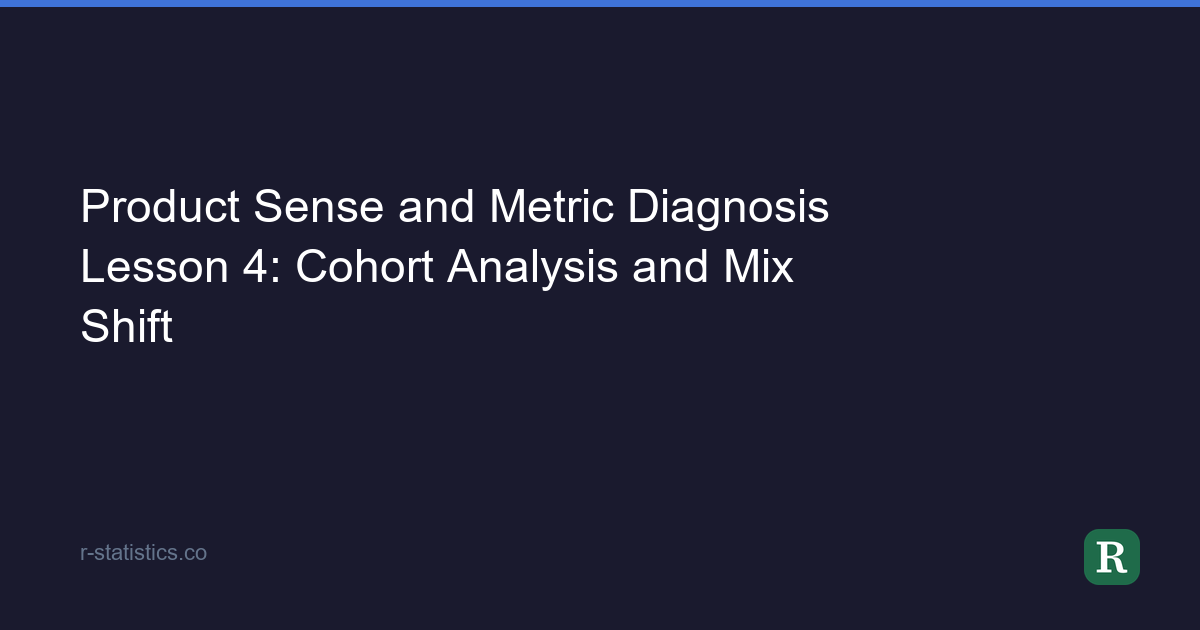 Product Sense and Metric Diagnosis
Lesson 4: Cohort Analysis and Mix
Shift
r-statistics.co
R